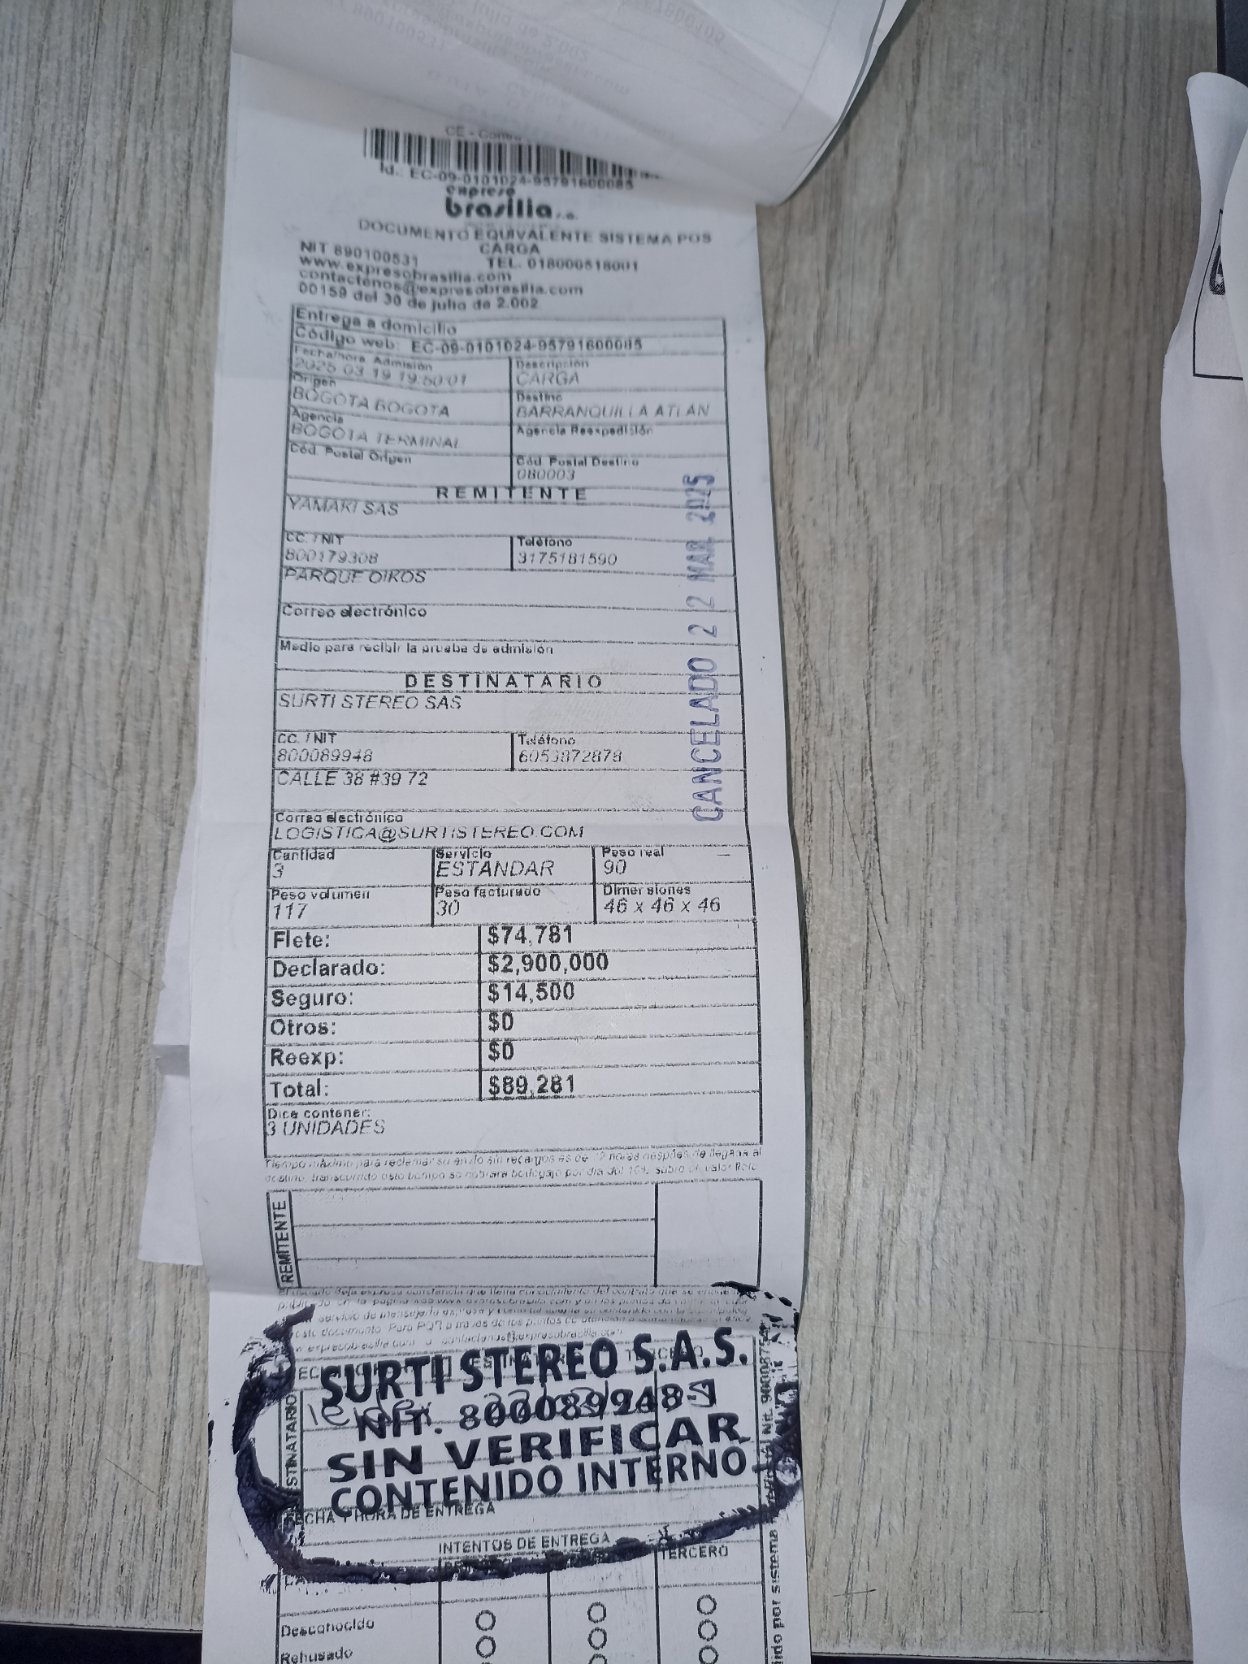 Id.: EC-09-0101024-95791600085
expreso
brasilia s.a.
DOCUMENTO EQUIVALENTE SISTEMA POS
CARGA
NIT 890100531 TEL. 018000518001
www.expresobrasilia.com
contactenos@expresobrasilia.com
00159 del 30 de julio de 2.002
Entrega a domicilio
Código web: EC-09-0101024-95791600085
Fecha/hora Admisión Descripción
2025 03 19 19:50:01 CARGA
Origen Destino
BOGOTA BOGOTA BARRANQUILLA ATLAN
Agencia Agencia Reexpedición
BOGOTA TERMINAL
Cód. Postal Origen Cód. Postal Destino
080003
REMITENTE
YAMAKI SAS
CC. / NIT Teléfono
800179308 3175181590
PARQUE OIKOS
Correo electrónico
Medio para recibir la prueba de admisión
CANCELADO 22 MAR 2025
DESTINATARIO
SURTI STEREO SAS
CC. / NIT Teléfono
800089948 6053872878
CALLE 38 #39 72
Correo electrónico
LOGISTICA@SURTISTEREO.COM
Cantidad Servicio Peso real
3 ESTANDAR 90
Peso volumen Peso facturado Dimensiones
117 30 46 x 46 x 46
Flete: $74,781
Declarado: $2,900,000
Seguro: $14,500
Otros: $0
Reexp: $0
Total: $89,281
Dice contener:
3 UNIDADES
REMITENTE
SURTI STEREO S.A.S.
NIT. 800089948
SIN VERIFICAR
CONTENIDO INTERNO
HORA DE ENTREGA
INTENTOS DE ENTREGA
TERCERO
Desconocido
Rehusado